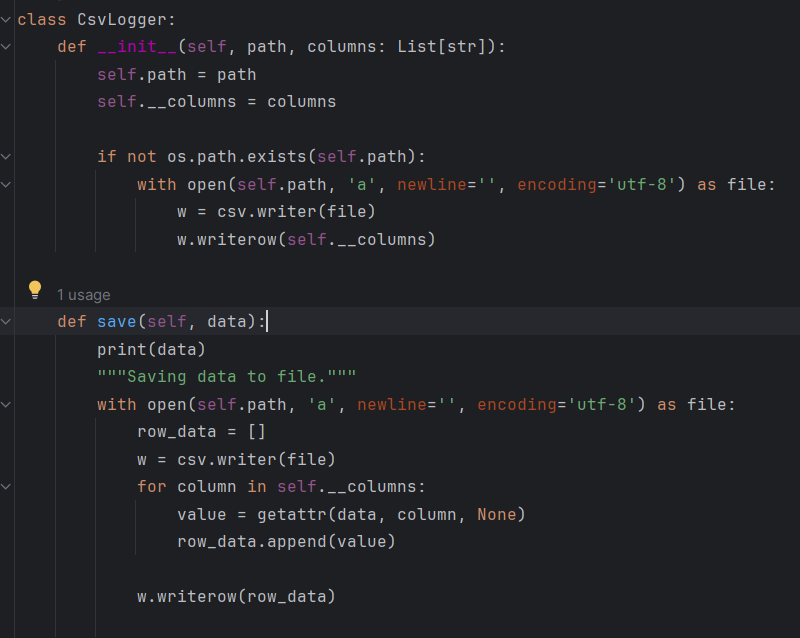 class CsvLogger:
    def __init__(self, path, columns: List[str]):
        self.path = path
        self.__columns = columns
        if not os.path.exists(self.path):
            with open(self.path, 'a', newline='', encoding='utf-8') as file:
                w = csv.writer(file)
                w.writerow(self.__columns)
    1 usage
    def save(self, data):
        print(data)
        """Saving data to file."""
        with open(self.path, 'a', newline='', encoding='utf-8') as file:
            row_data = []
            w = csv.writer(file)
            for column in self.__columns:
                value = getattr(data, column, None)
                row_data.append(value)
            w.writerow(row_data)